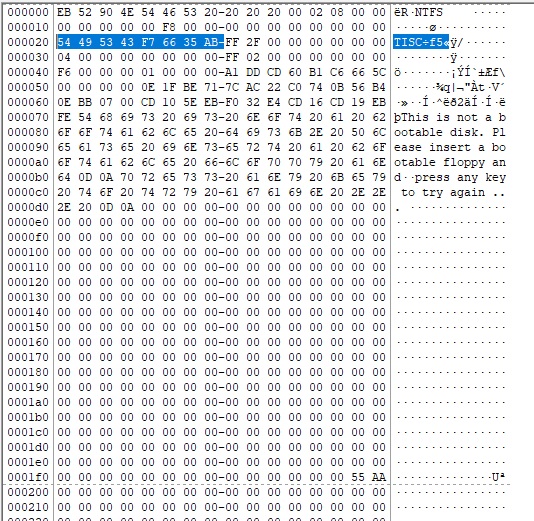 000000 EB 52 90 4E 54 46 53 20-20 20 20 00 02 08 00 00 ëR·NTFS    ·····
000010 00 00 00 00 00 F8 00 00-00 00 00 00 00 00 00 00 ·····ø··········
000020 54 49 53 43 F7 66 35 AB-FF 2F 00 00 00 00 00 00 TISC÷f5«ÿ/······
000030 04 00 00 00 00 00 00 00-FF 02 00 00 00 00 00 00 ········ÿ·······
000040 F6 00 00 00 01 00 00 00-A1 DD CD 60 B1 C6 66 5C ö·······¡ÝÍ`±Æf\
000050 00 00 00 00 0E 1F BE 71-7C AC 22 C0 74 0B 56 B4 ······¾q|¬"Àt·V´
000060 0E BB 07 00 CD 10 5E EB-F0 32 E4 CD 16 CD 19 EB ·»··Í·^ëð2äÍ·Í·ë
000070 FE 54 68 69 73 20 69 73-20 6E 6F 74 20 61 20 62 þThis is not a b
000080 6F 6F 74 61 62 6C 65 20-64 69 73 6B 2E 20 50 6C ootable disk. Pl
000090 65 61 73 65 20 69 6E 73-65 72 74 20 61 20 62 6F ease insert a bo
0000a0 6F 74 61 62 6C 65 20 66-6C 6F 70 70 79 20 61 6E otable floppy an
0000b0 64 0D 0A 70 72 65 73 73-20 61 6E 79 20 6B 65 79 d··press any key
0000c0 20 74 6F 20 74 72 79 20-61 67 61 69 6E 20 2E 2E  to try again ..
0000d0 2E 20 0D 0A 00 00 00 00-00 00 00 00 00 00 00 00 . ··············
0000e0 00 00 00 00 00 00 00 00-00 00 00 00 00 00 00 00 ················
0000f0 00 00 00 00 00 00 00 00-00 00 00 00 00 00 00 00 ················
000100 00 00 00 00 00 00 00 00-00 00 00 00 00 00 00 00 ················
000110 00 00 00 00 00 00 00 00-00 00 00 00 00 00 00 00 ················
000120 00 00 00 00 00 00 00 00-00 00 00 00 00 00 00 00 ················
000130 00 00 00 00 00 00 00 00-00 00 00 00 00 00 00 00 ················
000140 00 00 00 00 00 00 00 00-00 00 00 00 00 00 00 00 ················
000150 00 00 00 00 00 00 00 00-00 00 00 00 00 00 00 00 ················
000160 00 00 00 00 00 00 00 00-00 00 00 00 00 00 00 00 ················
000170 00 00 00 00 00 00 00 00-00 00 00 00 00 00 00 00 ················
000180 00 00 00 00 00 00 00 00-00 00 00 00 00 00 00 00 ················
000190 00 00 00 00 00 00 00 00-00 00 00 00 00 00 00 00 ················
0001a0 00 00 00 00 00 00 00 00-00 00 00 00 00 00 00 00 ················
0001b0 00 00 00 00 00 00 00 00-00 00 00 00 00 00 00 00 ················
0001c0 00 00 00 00 00 00 00 00-00 00 00 00 00 00 00 00 ················
0001d0 00 00 00 00 00 00 00 00-00 00 00 00 00 00 00 00 ················
0001e0 00 00 00 00 00 00 00 00-00 00 00 00 00 00 00 00 ················
0001f0 00 00 00 00 00 00 00 00-00 00 00 00 00 00 55 AA ··············Uª
000200 00 00 00 00 00 00 00 00-00 00 00 00 00 00 00 00 ················
000210 00 00 00 00 00 00 00 00-00 00 00 00 00 00 00 00 ················